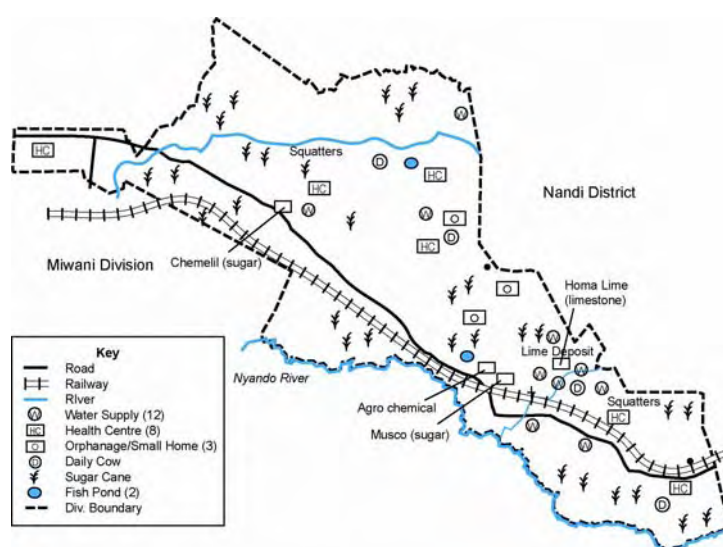 W
HC
Squatters
D
HC
HC
Nandi District
W
W
HC
D
Miwani Division
Chemelil (sugar)
Homa Lime
(limestone)
W
Lime Deposit
Nyando River
Agro chemical
Musco (sugar)
W
W
W
D
W
Squatters
HC
W
W
HC
D
Key
Road
Railway
RIver
W Water Supply (12)
HC Health Centre (8)
Orphanage/Small Home (3)
D Daily Cow
Sugar Cane
Fish Pond (2)
Div. Boundary